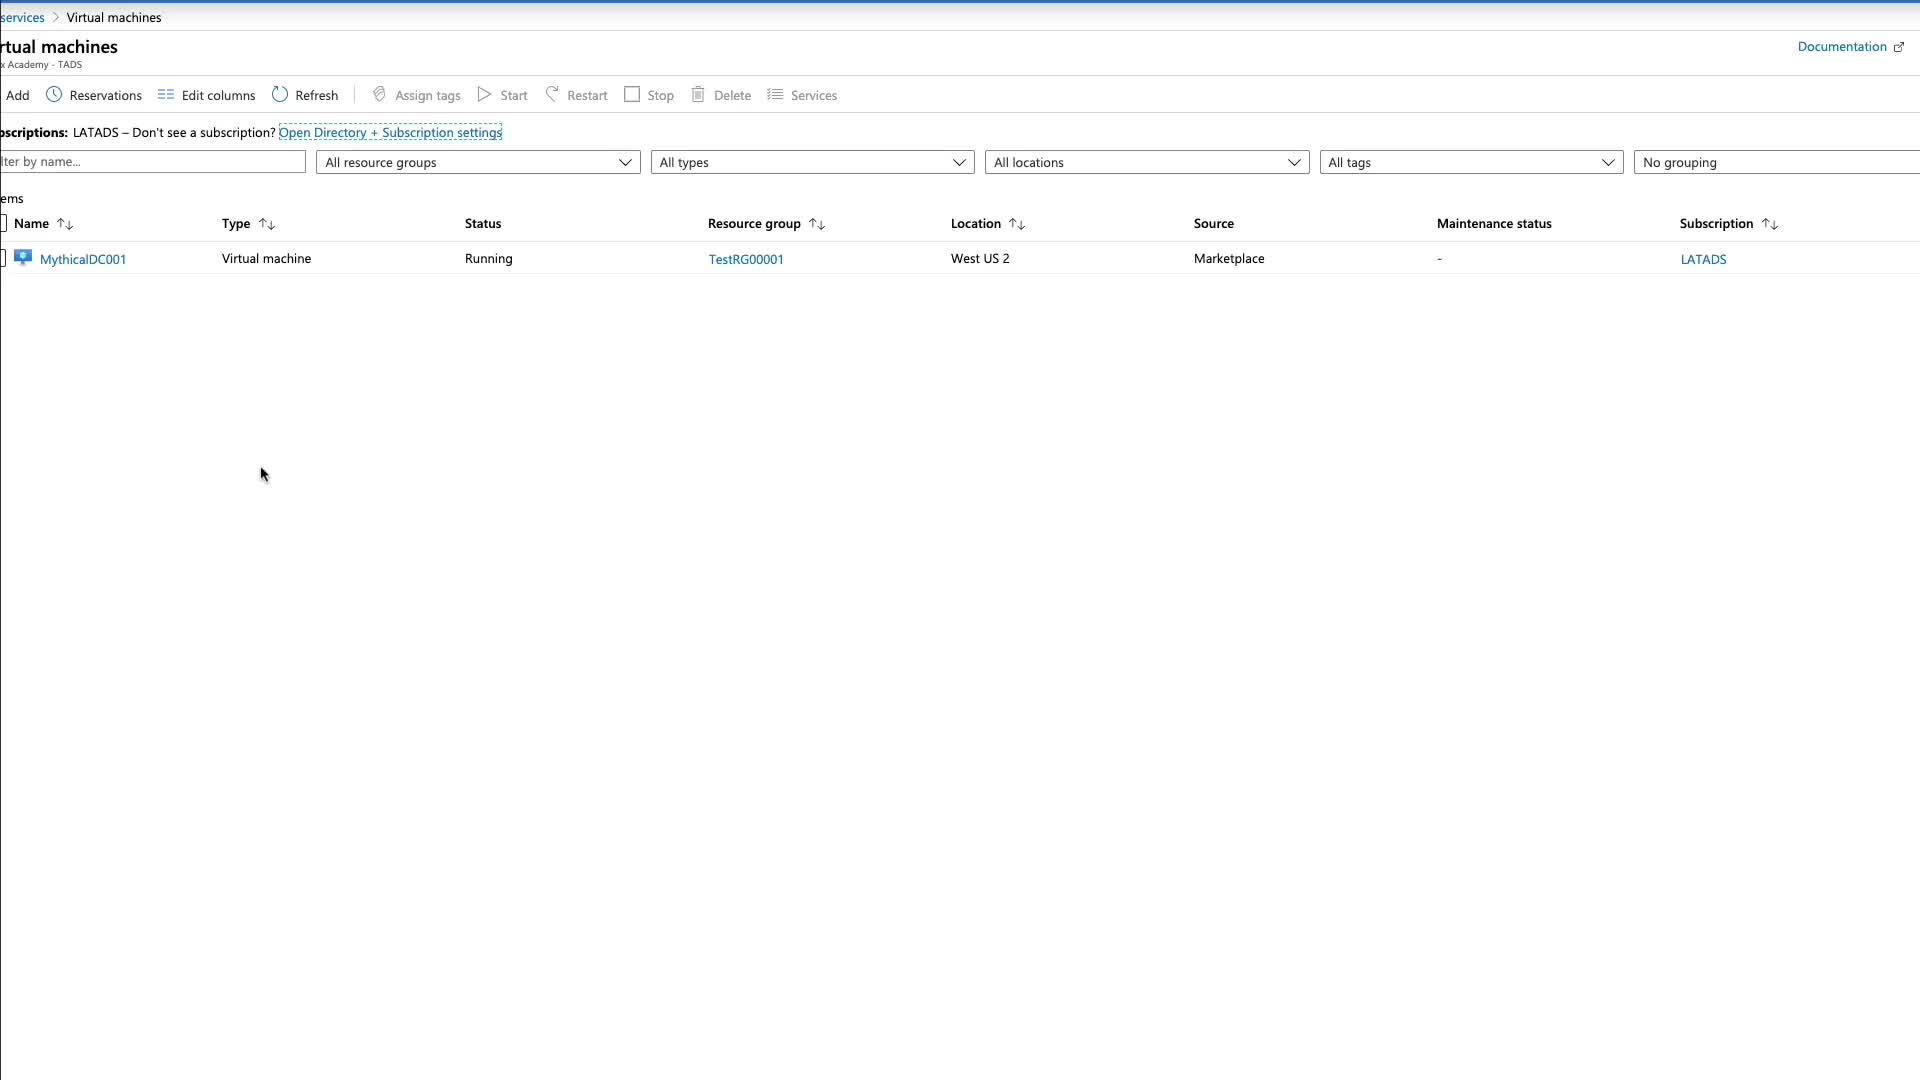 services > Virtual machines
rtual machines
Documentation
x Academy - TADS
Add Reservations Edit columns Refresh Assign tags Start Restart Stop Delete Services
bscriptions: LATADS – Don't see a subscription? Open Directory + Subscription settings
lter by name... All resource groups All types All locations All tags No grouping
ems
Name Type Status Resource group Location Source Maintenance status Subscription
MythicalDC001 Virtual machine Running TestRG00001 West US 2 Marketplace - LATADS